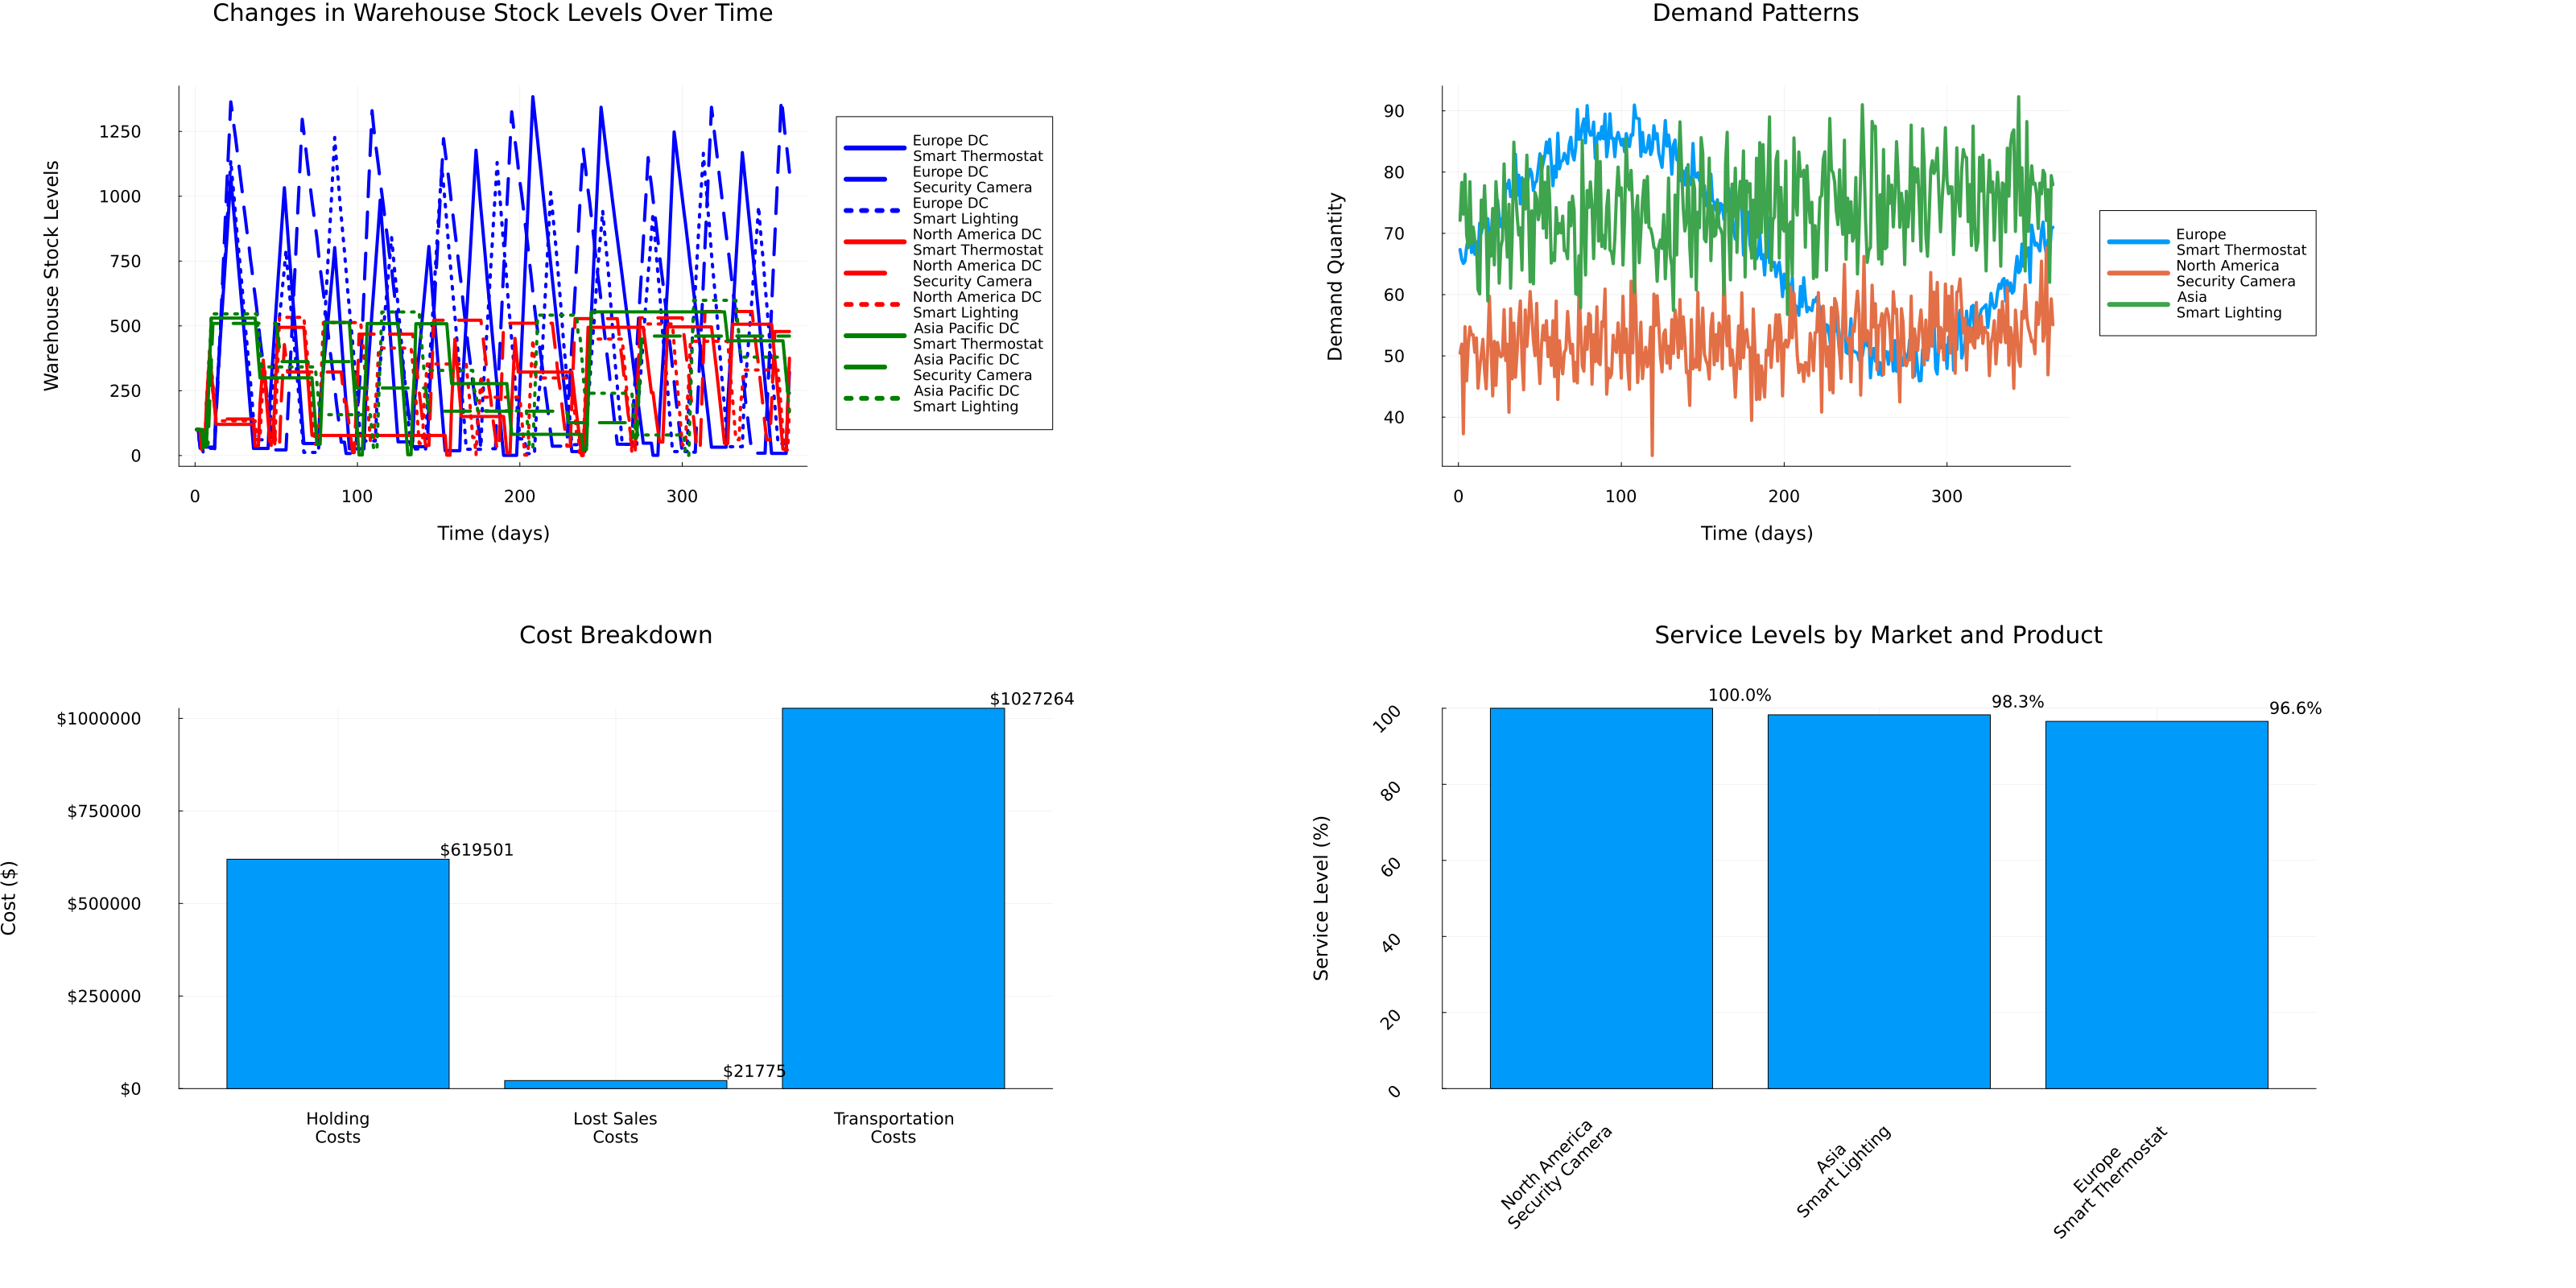 Changes in Warehouse Stock Levels Over Time
Warehouse Stock Levels
1250
1000
750
500
250
0
0
100
200
300
Time (days)
Europe DC
Smart Thermostat
Europe DC
Security Camera
Europe DC
Smart Lighting
North America DC
Smart Thermostat
North America DC
Security Camera
North America DC
Smart Lighting
Asia Pacific DC
Smart Thermostat
Asia Pacific DC
Security Camera
Asia Pacific DC
Smart Lighting
Demand Patterns
Demand Quantity
90
80
70
60
50
40
0
100
200
300
Time (days)
Europe
Smart Thermostat
North America
Security Camera
Asia
Smart Lighting
Cost Breakdown
Cost ($)
$1000000
$750000
$500000
$250000
$0
$619501
$21775
$1027264
Holding
Costs
Lost Sales
Costs
Transportation
Costs
Service Levels by Market and Product
Service Level (%)
100
80
60
40
20
0
100.0%
98.3%
96.6%
North America
Security Camera
Asia
Smart Lighting
Europe
Smart Thermostat